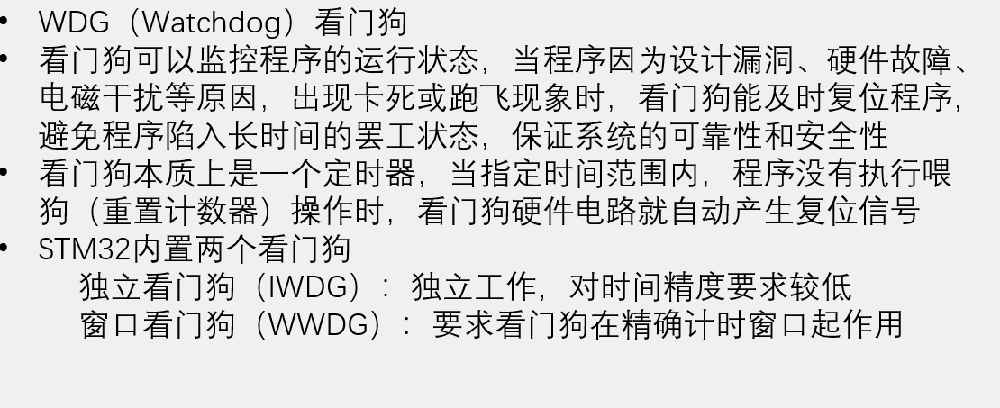 • WDG（Watchdog）看门狗
• 看门狗可以监控程序的运行状态，当程序因为设计漏洞、硬件故障、
电磁干扰等原因，出现卡死或跑飞现象时，看门狗能及时复位程序，
避免程序陷入长时间的罢工状态，保证系统的可靠性和安全性
• 看门狗本质上是一个定时器，当指定时间范围内，程序没有执行喂
狗（重置计数器）操作时，看门狗硬件电路就自动产生复位信号
• STM32内置两个看门狗
独立看门狗（IWDG）：独立工作，对时间精度要求较低
窗口看门狗（WWDG）：要求看门狗在精确计时窗口起作用